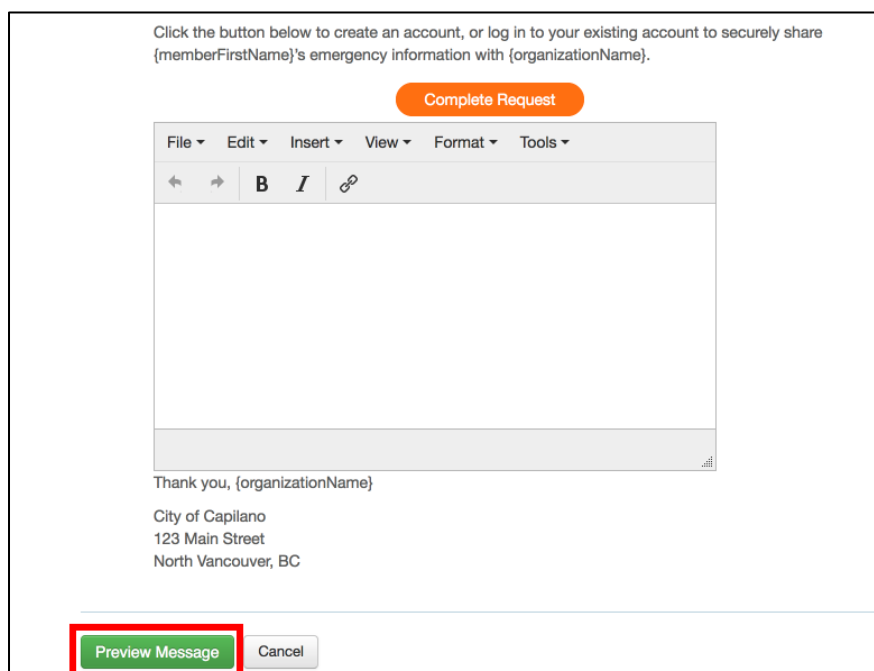 Click the button below to create an account, or log in to your existing account to securely share
{memberFirstName}'s emergency information with {organizationName}.
Complete Request
File Edit Insert View Format Tools
B I
Thank you, {organizationName}
City of Capilano
123 Main Street
North Vancouver, BC
Preview Message Cancel